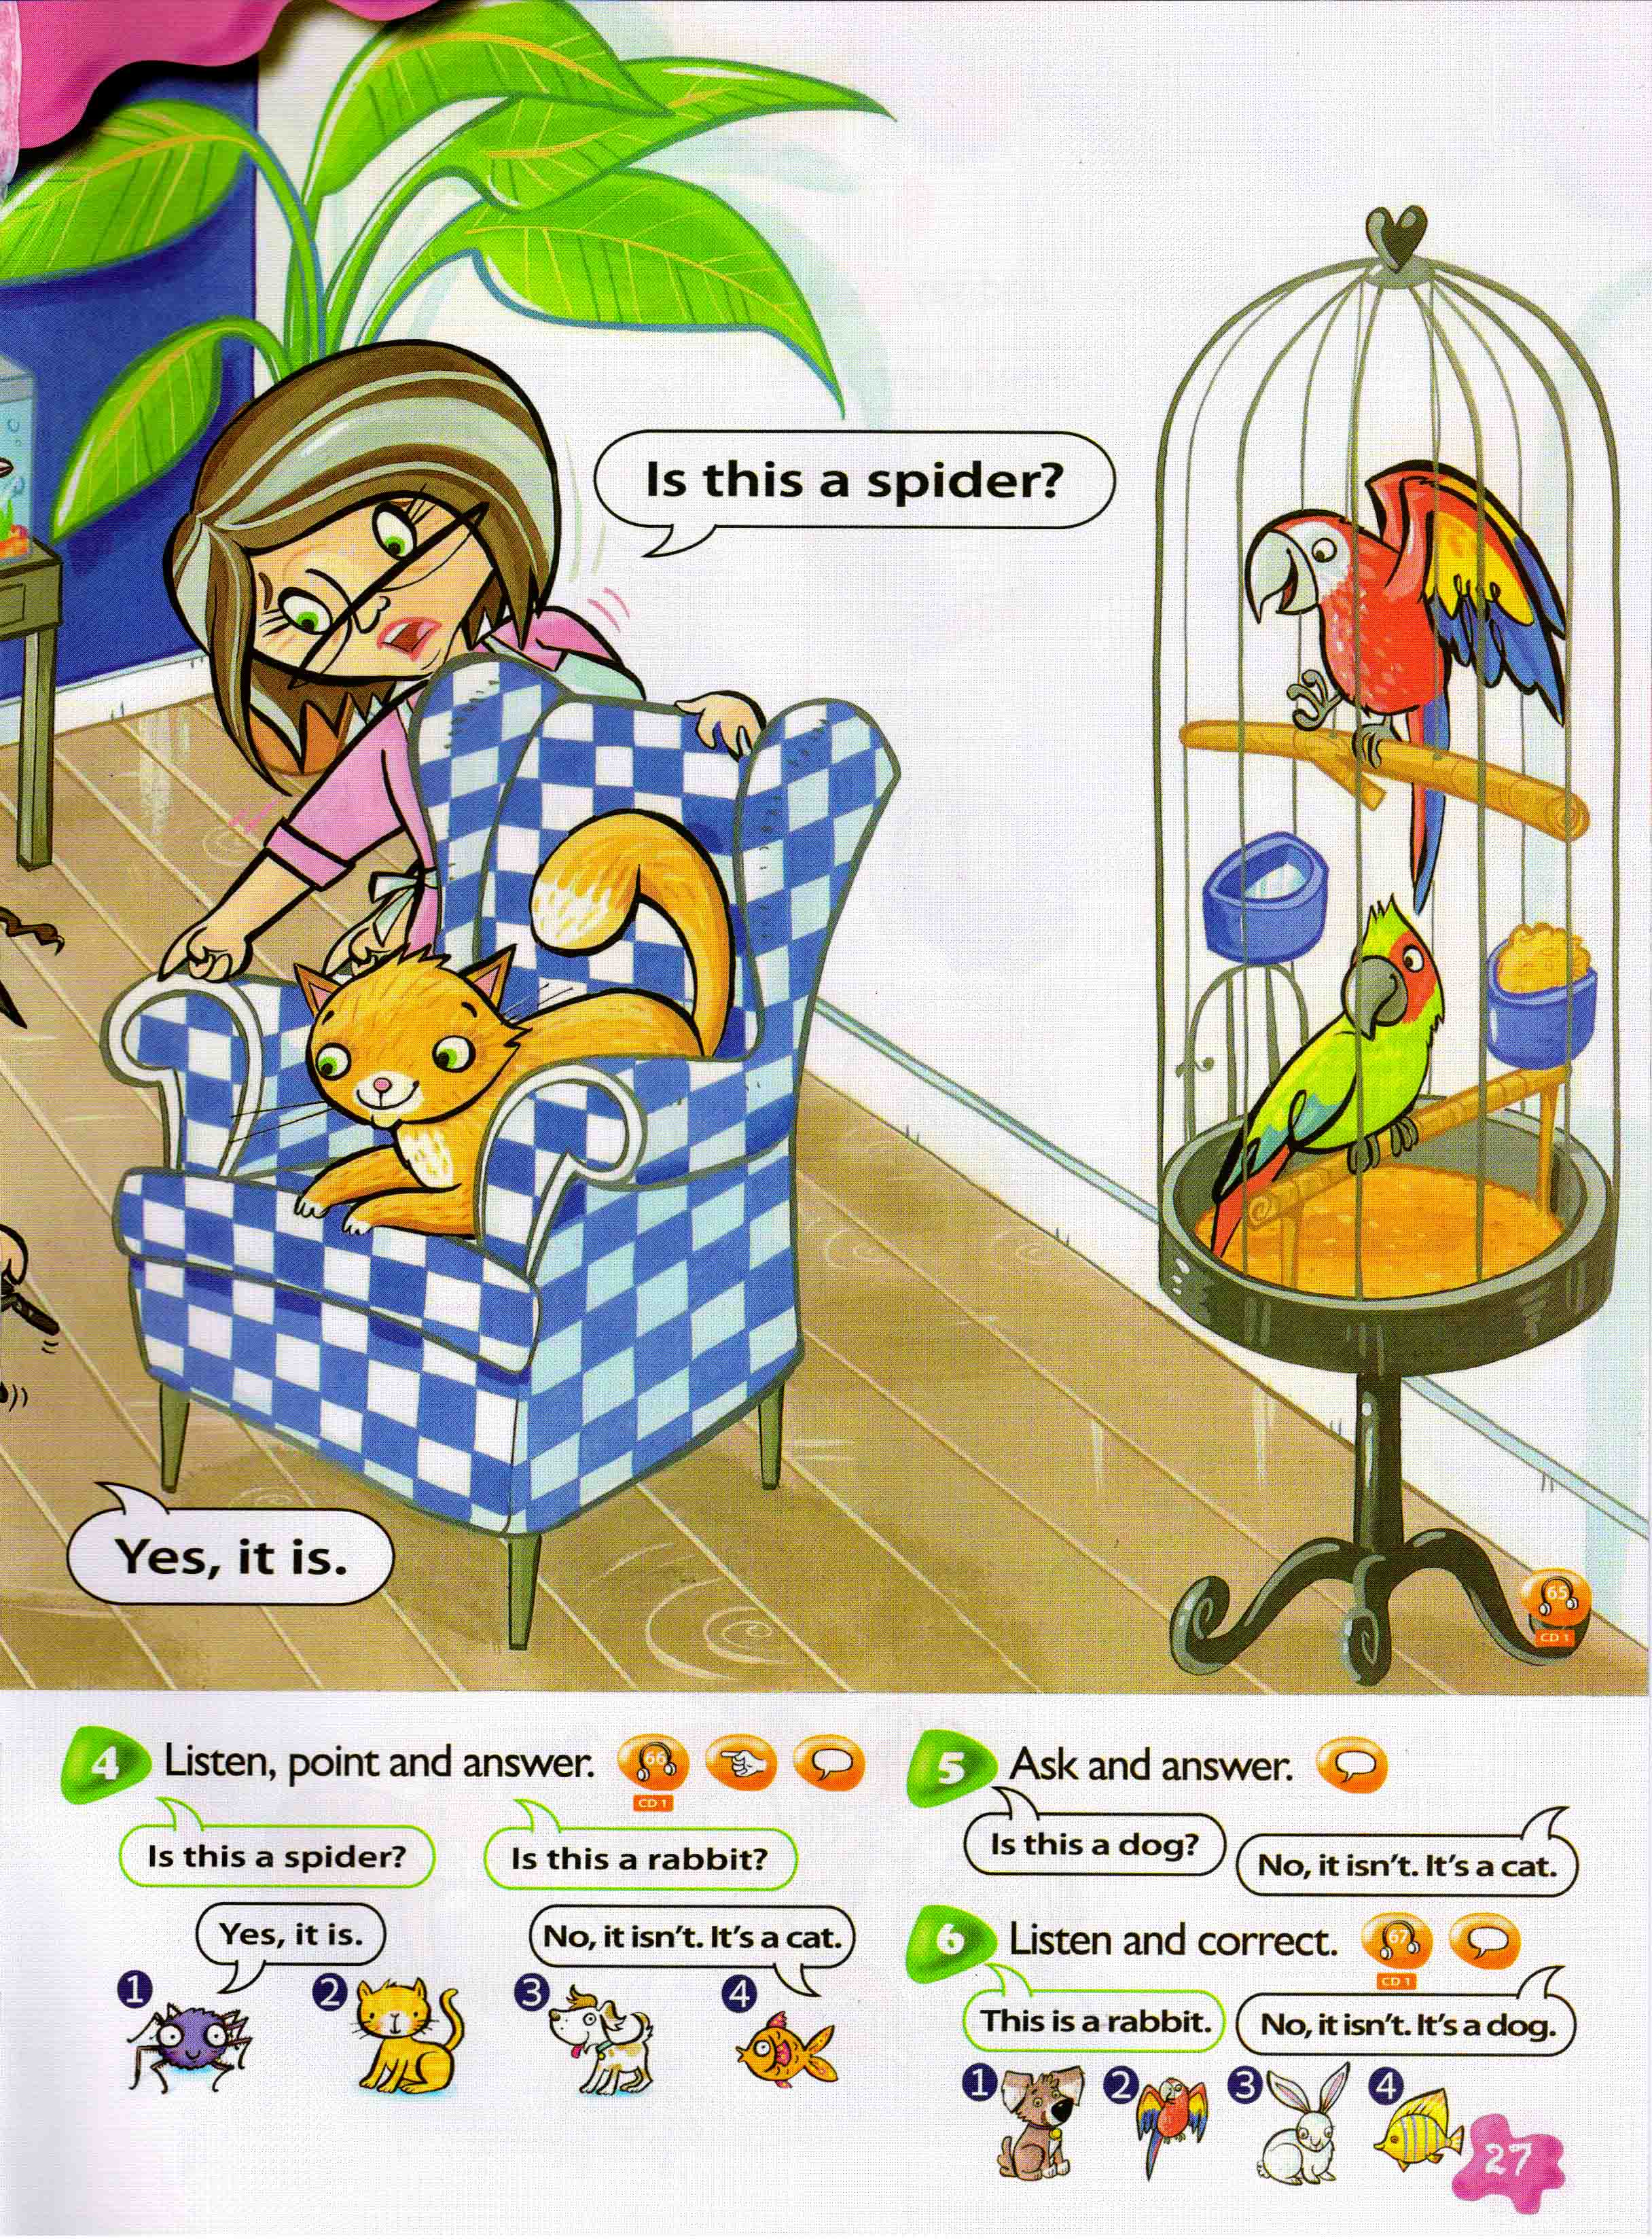 Is this a spider?
Yes, it is.
65
CD 1
4 Listen, point and answer. 66
CD 1
Is this a spider?
Is this a rabbit?
Yes, it is.
No, it isn't. It's a cat.
1 2 3 4
5 Ask and answer.
Is this a dog?
No, it isn't. It's a cat.
6 Listen and correct. 67
CD 1
This is a rabbit.
No, it isn't. It's a dog.
1 2 3 4
27